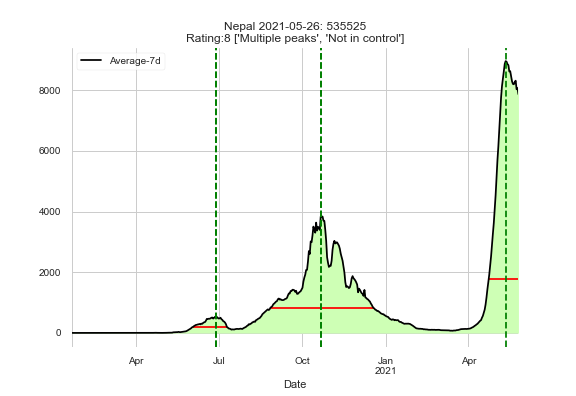 Nepal 2021-05-26: 535525
Rating:8 ['Multiple peaks', 'Not in control']
Average-7d
8000
6000
4000
2000
0
Apr
Jul
Oct
Jan
2021
Apr
Date